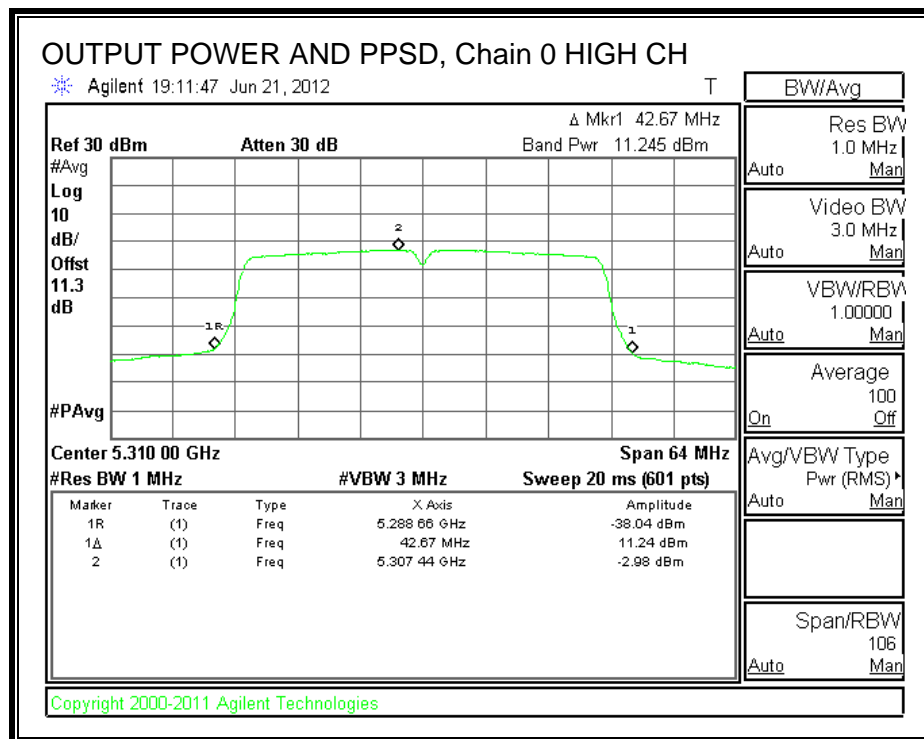 OUTPUT POWER AND PPSD, Chain 0 HIGH CH
Agilent 19:11:47 Jun 21, 2012 T
Δ Mkr1 42.67 MHz
Ref 30 dBm Atten 30 dB Band Pwr 11.245 dBm
#Avg
Log
10
dB/
Offst
11.3
dB
#PAvg
2
1R
1
Center 5.310 00 GHz Span 64 MHz
#Res BW 1 MHz #VBW 3 MHz Sweep 20 ms (601 pts)
Marker Trace Type X Axis Amplitude
1R (1) Freq 5.288 66 GHz -38.04 dBm
1Δ (1) Freq 42.67 MHz 11.24 dBm
2 (1) Freq 5.307 44 GHz -2.98 dBm
BW/Avg
Res BW
1.0 MHz
Auto Man
Video BW
3.0 MHz
Auto Man
VBW/RBW
1.00000
Auto Man
Average
100
On Off
Avg/VBW Type
Pwr (RMS)
Auto Man
Span/RBW
106
Auto Man
Copyright 2000-2011 Agilent Technologies